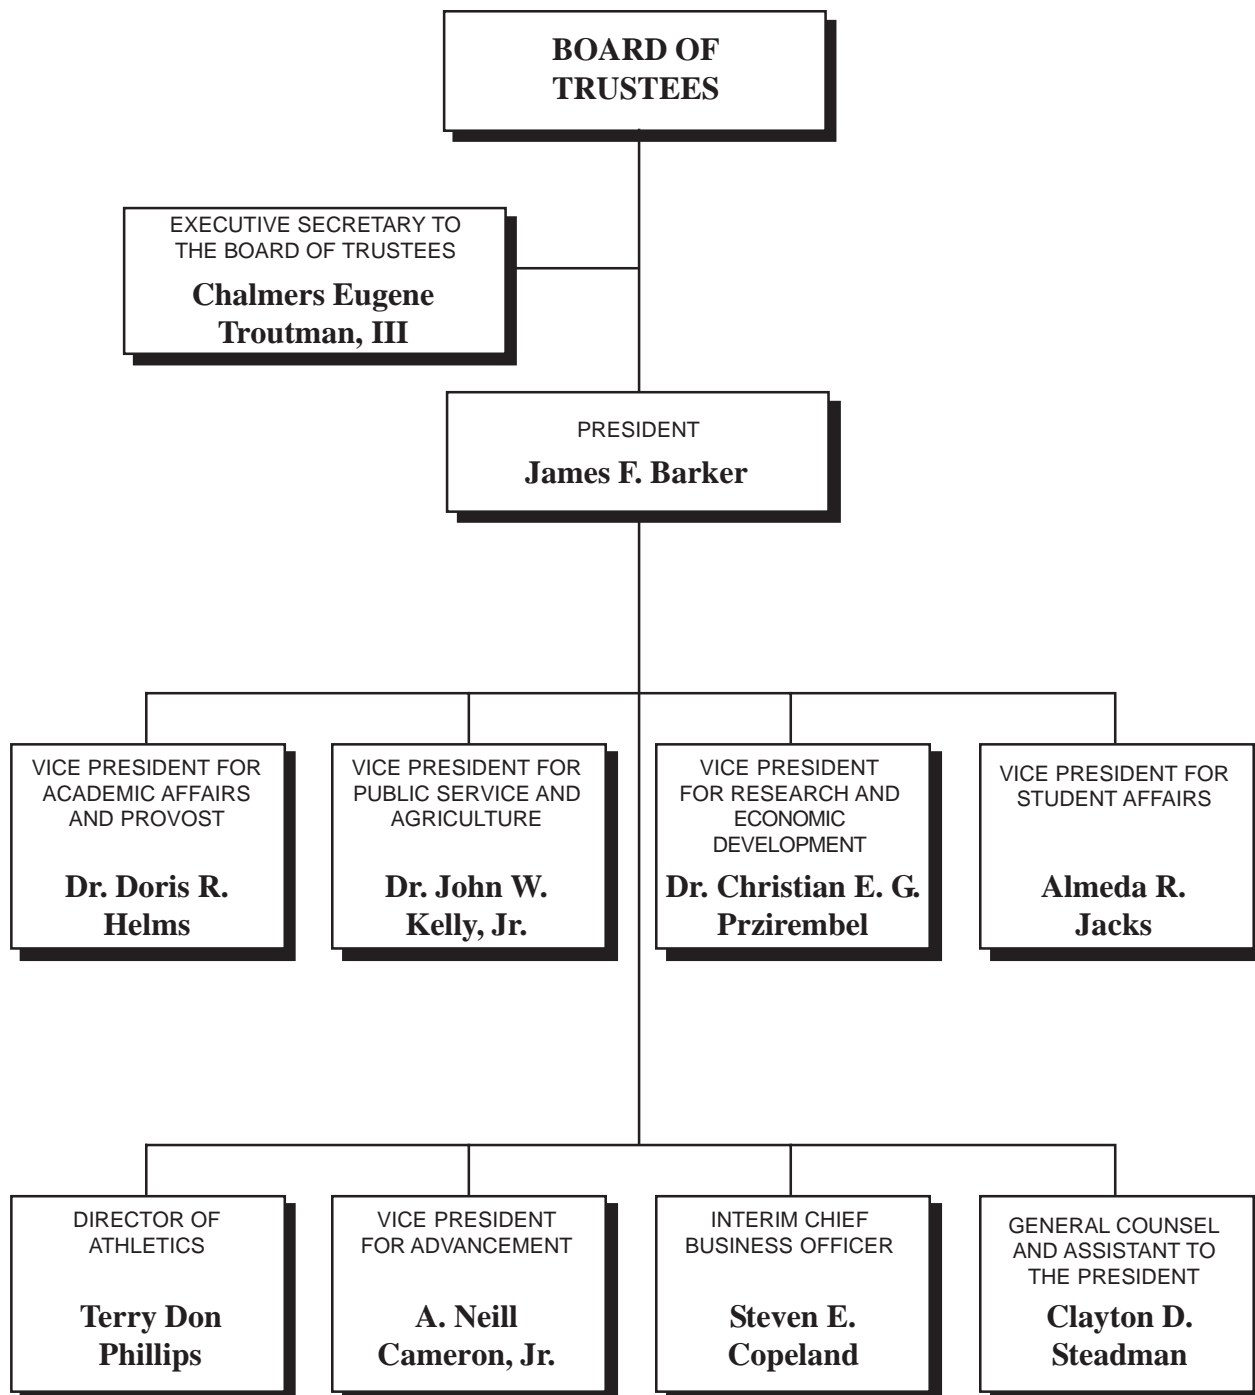 BOARD OF
TRUSTEES
EXECUTIVE SECRETARY TO
THE BOARD OF TRUSTEES
Chalmers Eugene
Troutman, III
PRESIDENT
James F. Barker
VICE PRESIDENT FOR
ACADEMIC AFFAIRS
AND PROVOST
Dr. Doris R.
Helms
VICE PRESIDENT FOR
PUBLIC SERVICE AND
AGRICULTURE
Dr. John W.
Kelly, Jr.
VICE PRESIDENT
FOR RESEARCH AND
ECONOMIC
DEVELOPMENT
Dr. Christian E. G.
Przirembel
VICE PRESIDENT FOR
STUDENT AFFAIRS
Almeda R.
Jacks
DIRECTOR OF
ATHLETICS
Terry Don
Phillips
VICE PRESIDENT
FOR ADVANCEMENT
A. Neill
Cameron, Jr.
INTERIM CHIEF
BUSINESS OFFICER
Steven E.
Copeland
GENERAL COUNSEL
AND ASSISTANT TO
THE PRESIDENT
Clayton D.
Steadman